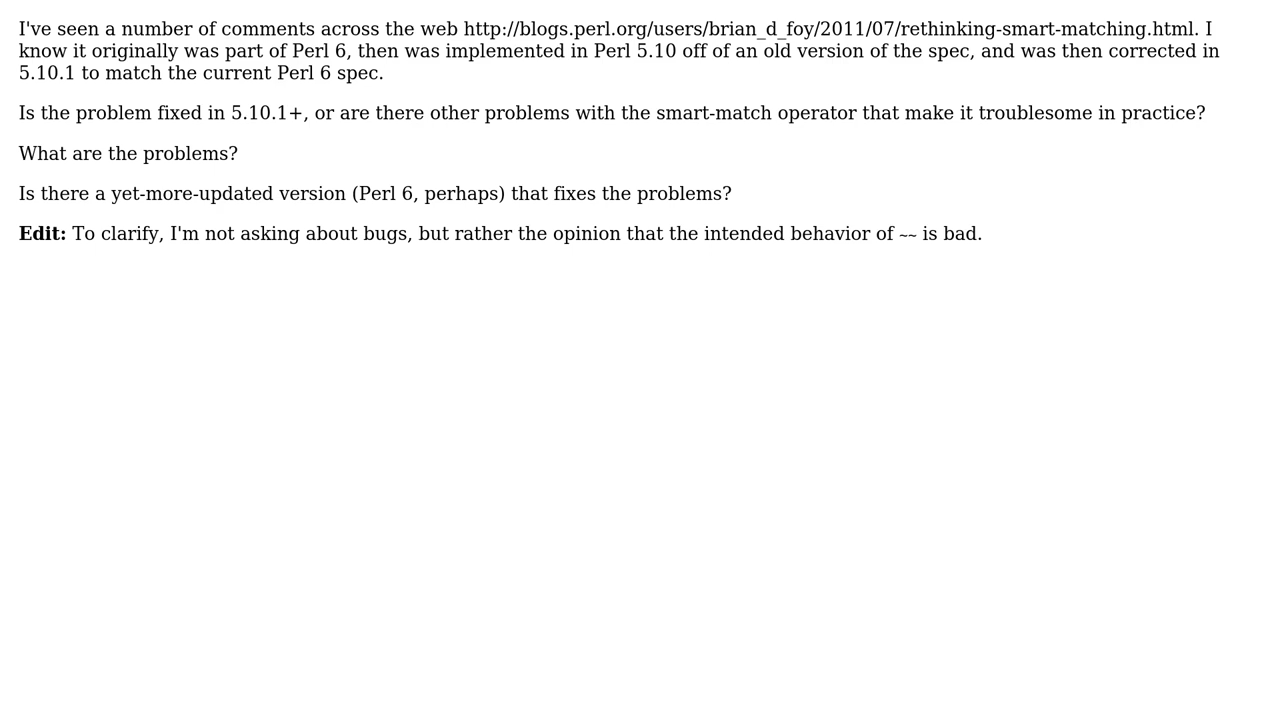 I've seen a number of comments across the web http://blogs.perl.org/users/brian_d_foy/2011/07/rethinking-smart-matching.html. I
know it originally was part of Perl 6, then was implemented in Perl 5.10 off of an old version of the spec, and was then corrected in
5.10.1 to match the current Perl 6 spec.
Is the problem fixed in 5.10.1+, or are there other problems with the smart-match operator that make it troublesome in practice?
What are the problems?
Is there a yet-more-updated version (Perl 6, perhaps) that fixes the problems?
Edit: To clarify, I'm not asking about bugs, but rather the opinion that the intended behavior of ~~ is bad.